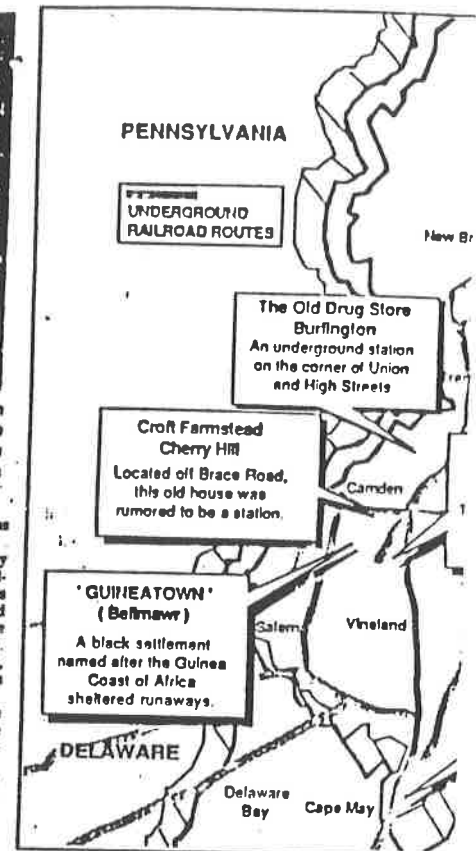 PENNSYLVANIA
UNDERGROUND
RAILROAD ROUTES
New Br
The Old Drug Store
Burlington
An underground station
on the corner of Union
and High Streets
Croft Farmstead
Cherry Hill
Located off Brace Road,
this old house was
rumored to be a station.
Camden
'GUINEATOWN'
(Bellmawr)
A black settlement
named after the Guinea
Coast of Africa
sheltered runaways.
Salem
Vineland
DELAWARE
Delaware
Bay
Cape May